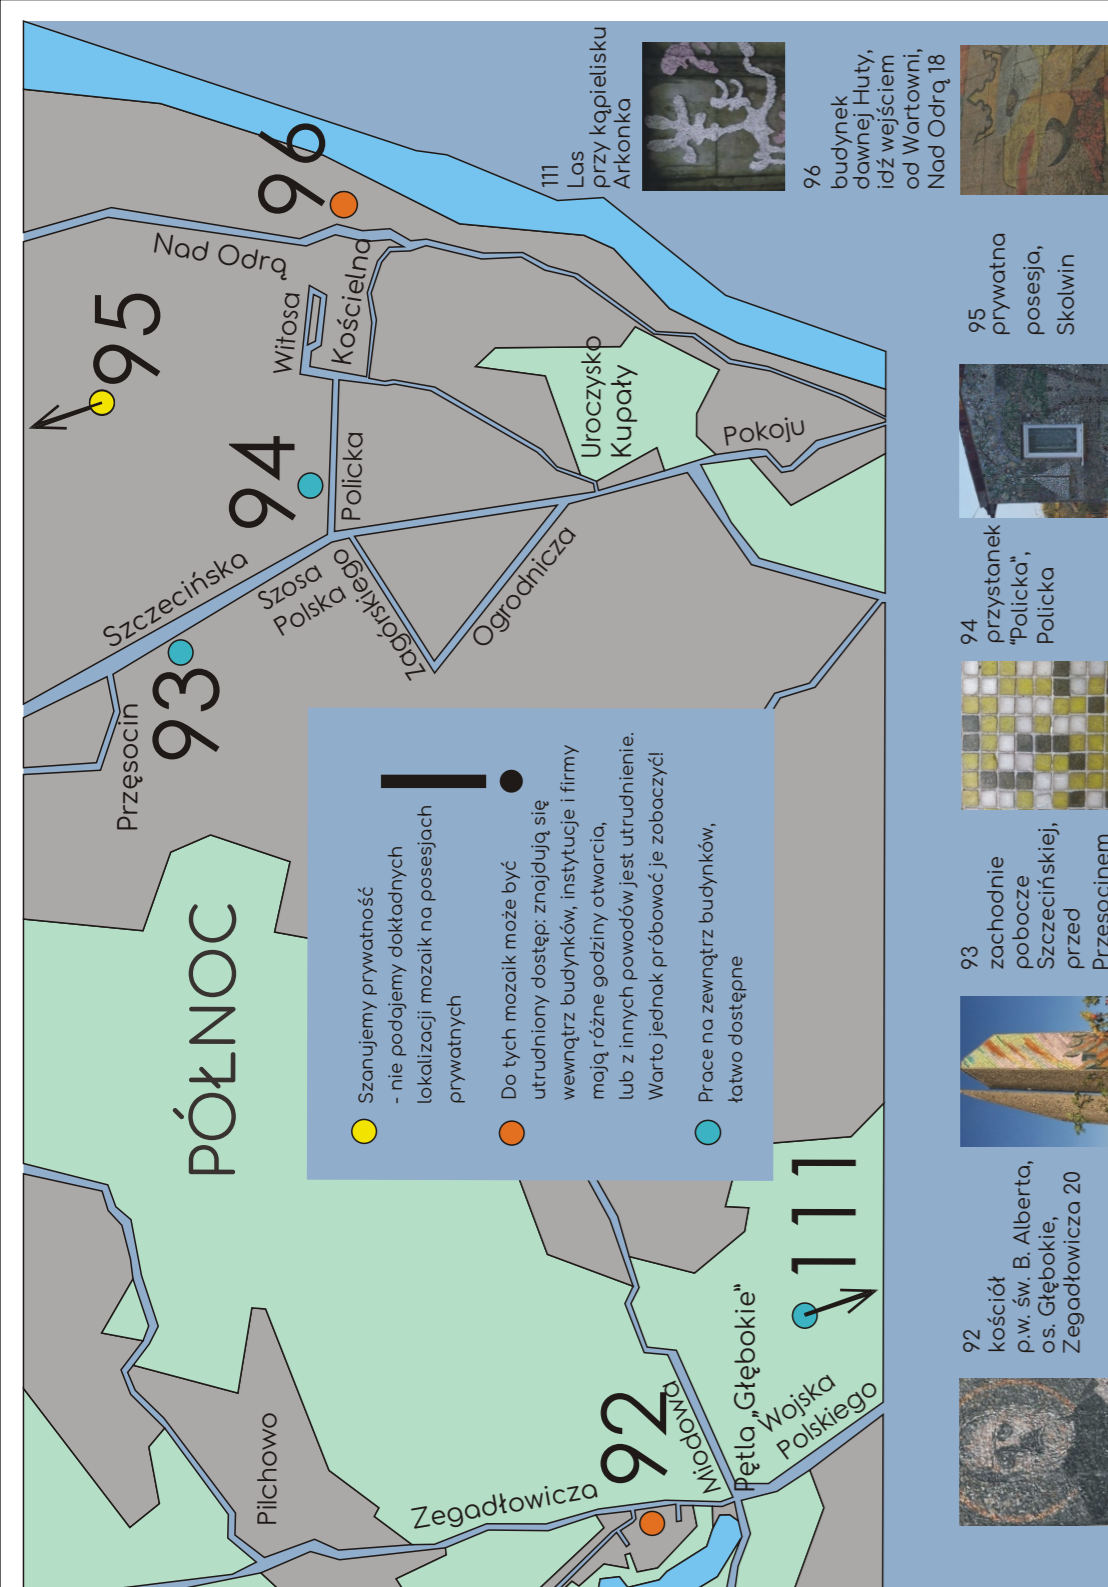 PÓŁNOC
Pilchowo
Przęsocin
93
Szczecińska
95
Nad Odrą
96
Witosa
Kościelna
94
Policka
Szosa
Polska
Zagórskiego
Ogrodnicza
Uroczysko
Kupały
Pokoju
Zegadłowicza
92
Miodowa
Pętla „Głębokie”
Wojska
Polskiego
111
Szanujemy prywatność
- nie podajemy dokładnych
lokalizacji mozaik na posesjach
prywatnych
Do tych mozaik może być
utrudniony dostęp: znajdują się
wewnątrz budynków, instytucje i firmy
mają różne godziny otwarcia,
lub z innych powodów jest utrudnienie.
Warto jednak próbować je zobaczyć!
Prace na zewnątrz budynków,
łatwo dostępne
111
Las
przy kąpielisku
Arkonka
92
kościół
p.w. św. B. Alberta,
os. Głębokie,
Zegadłowicza 20
93
zachodnie
pobocze
Szczecińskiej,
przed
Przęsocinem
94
przystanek
"Policka",
Policka
95
prywatna
posesja,
Skolwin
96
budynek
dawnej Huty,
idź wejściem
od Wartowni,
Nad Odrą 18